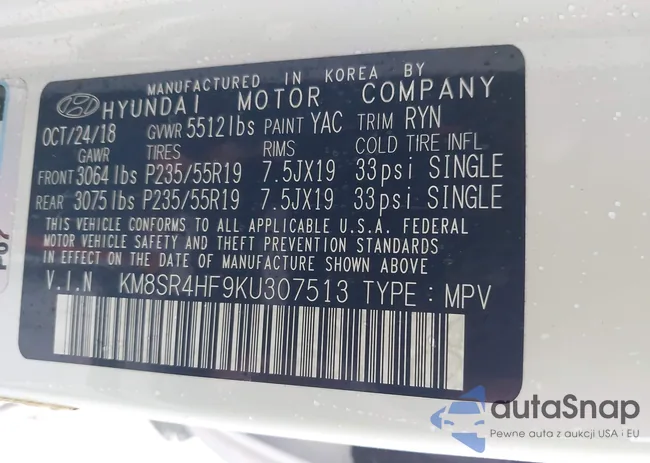 MANUFACTURED IN KOREA BY
HYUNDAI MOTOR COMPANY
OCT/24/18 GVWR 5512lbs PAINT YAC TRIM RYN
GAWR TIRES RIMS COLD TIRE INFL
FRONT 3064lbs P235/55R19 7.5JX19 33psi SINGLE
REAR 3075lbs P235/55R19 7.5JX19 33psi SINGLE
THIS VEHICLE CONFORMS TO ALL APPLICABLE U.S.A. FEDERAL
MOTOR VEHICLE SAFETY AND THEFT PREVENTION STANDARDS
IN EFFECT ON THE DATE OF MANUFACTURE SHOWN ABOVE
V.I.N KM8SR4HF9KU307513 TYPE : MPV
P07
autoSnap
Pewne auta z aukcji USA i EU